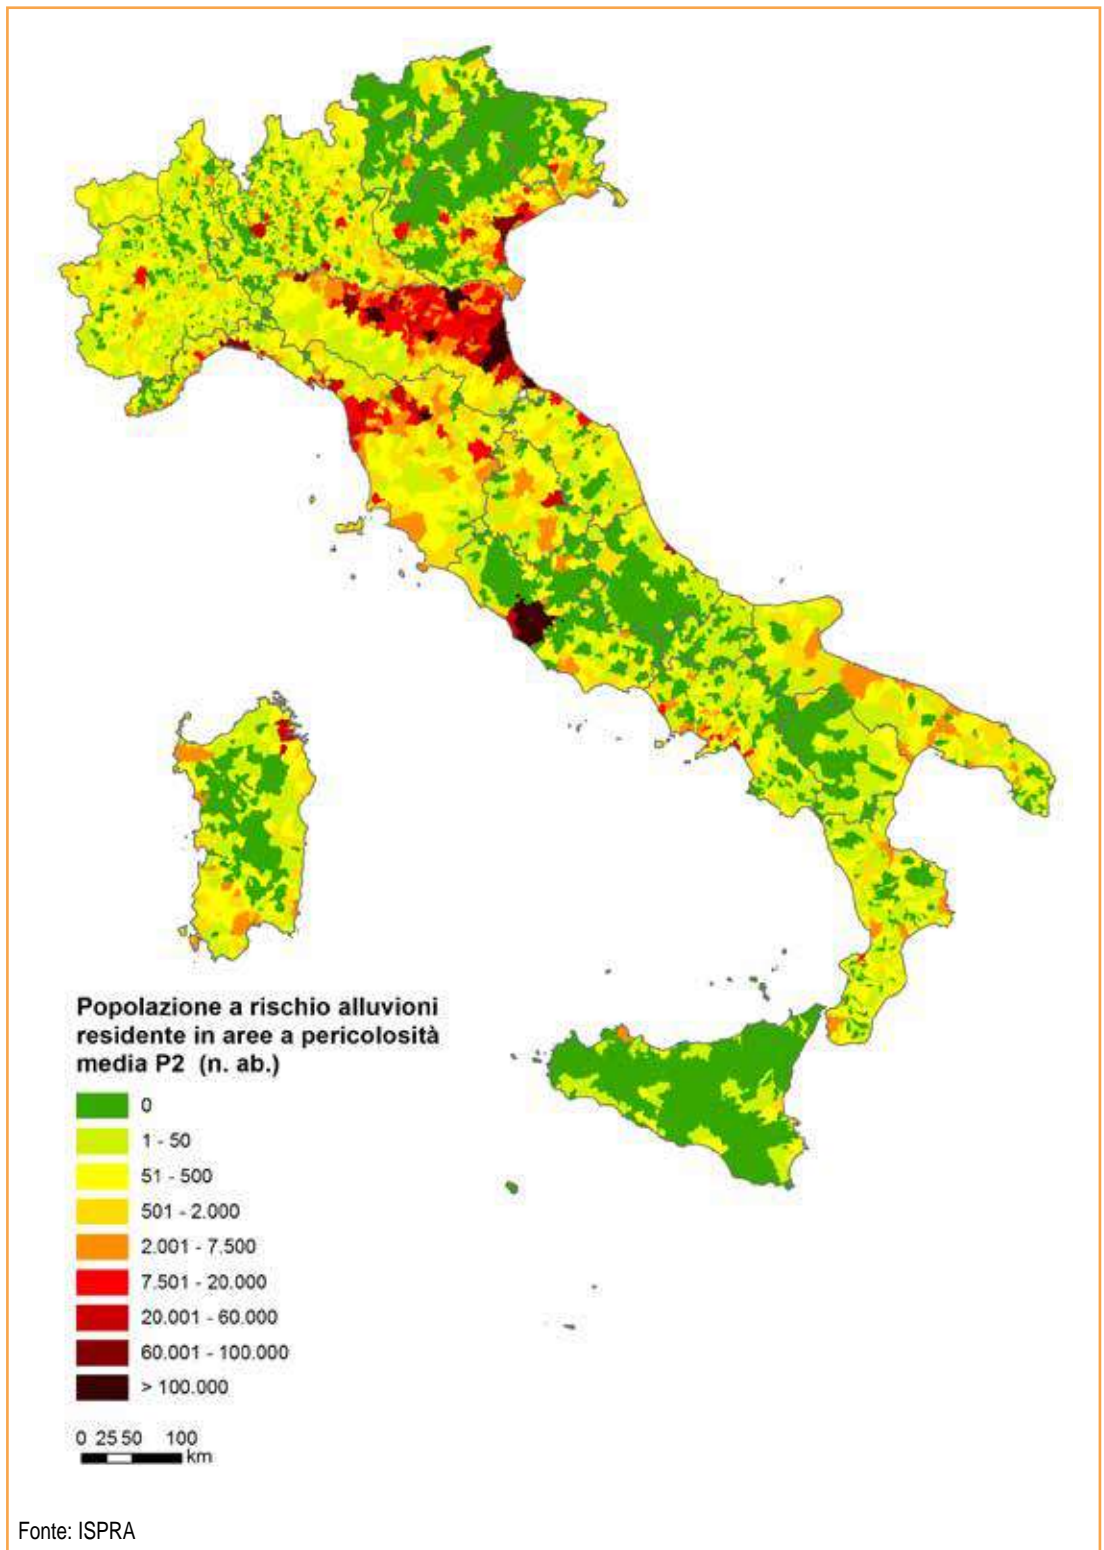 Popolazione a rischio alluvioni
residente in aree a pericolosità
media P2 (n. ab.)
0
1 - 50
51 - 500
501 - 2.000
2.001 - 7.500
7.501 - 20.000
20.001 - 60.000
60.001 - 100.000
> 100.000
0 25 50 100
km
Fonte: ISPRA